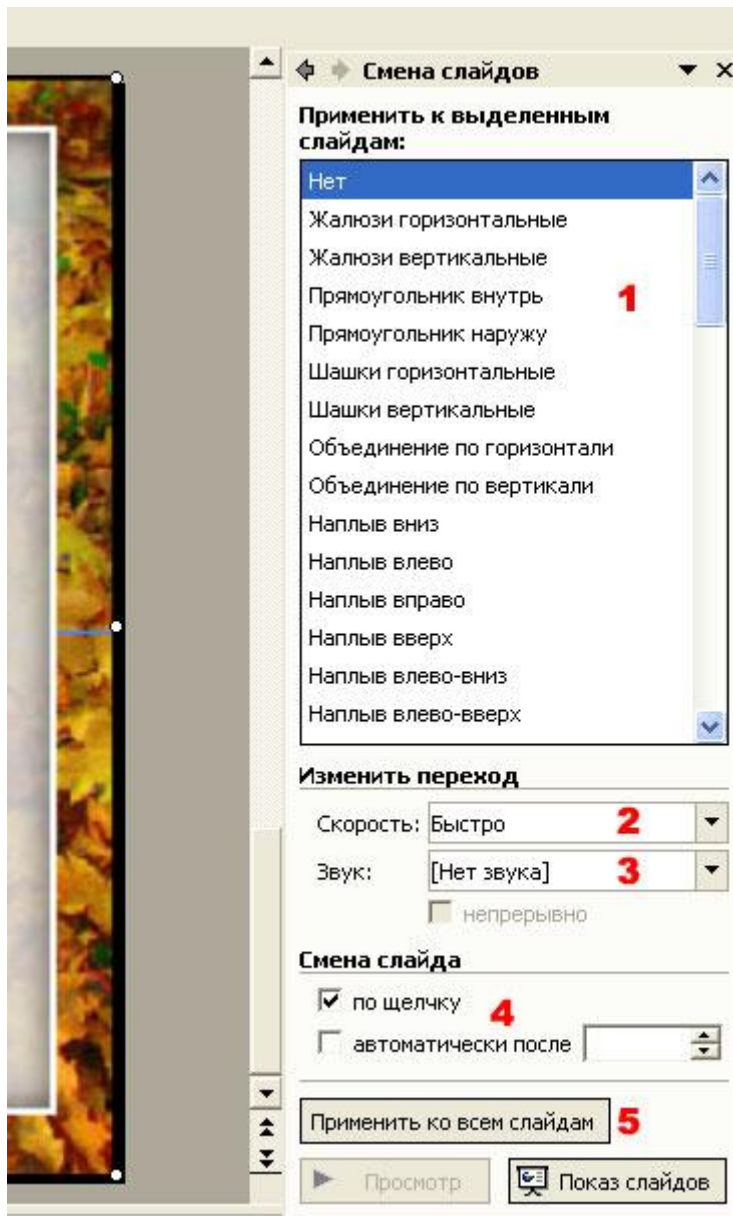 Смена слайдов
Применить к выделенным
слайдам:
Нет
Жалюзи горизонтальные
Жалюзи вертикальные
Прямоугольник внутрь 1
Прямоугольник наружу
Шашки горизонтальные
Шашки вертикальные
Объединение по горизонтали
Объединение по вертикали
Наплыв вниз
Наплыв влево
Наплыв вправо
Наплыв вверх
Наплыв влево-вниз
Наплыв влево-вверх
Изменить переход
Скорость: Быстро 2
Звук: [Нет звука] 3
непрерывно
Смена слайда
по щелчку 4
автоматически после
Применить ко всем слайдам 5
Просмотр Показ слайдов